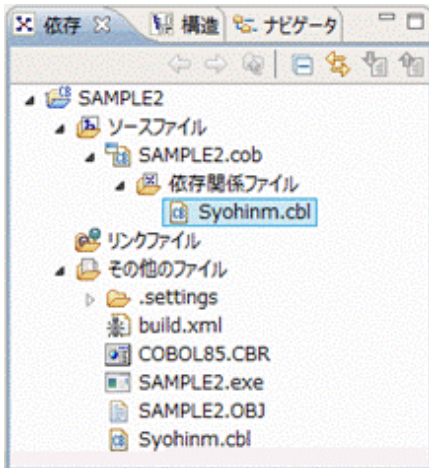 依存 構造 ナビゲータ
SAMPLE2
ソースファイル
SAMPLE2.cob
依存関係ファイル
Syohinm.cbl
リンクファイル
その他のファイル
.settings
build.xml
COBOL85.CBR
SAMPLE2.exe
SAMPLE2.OBJ
Syohinm.cbl